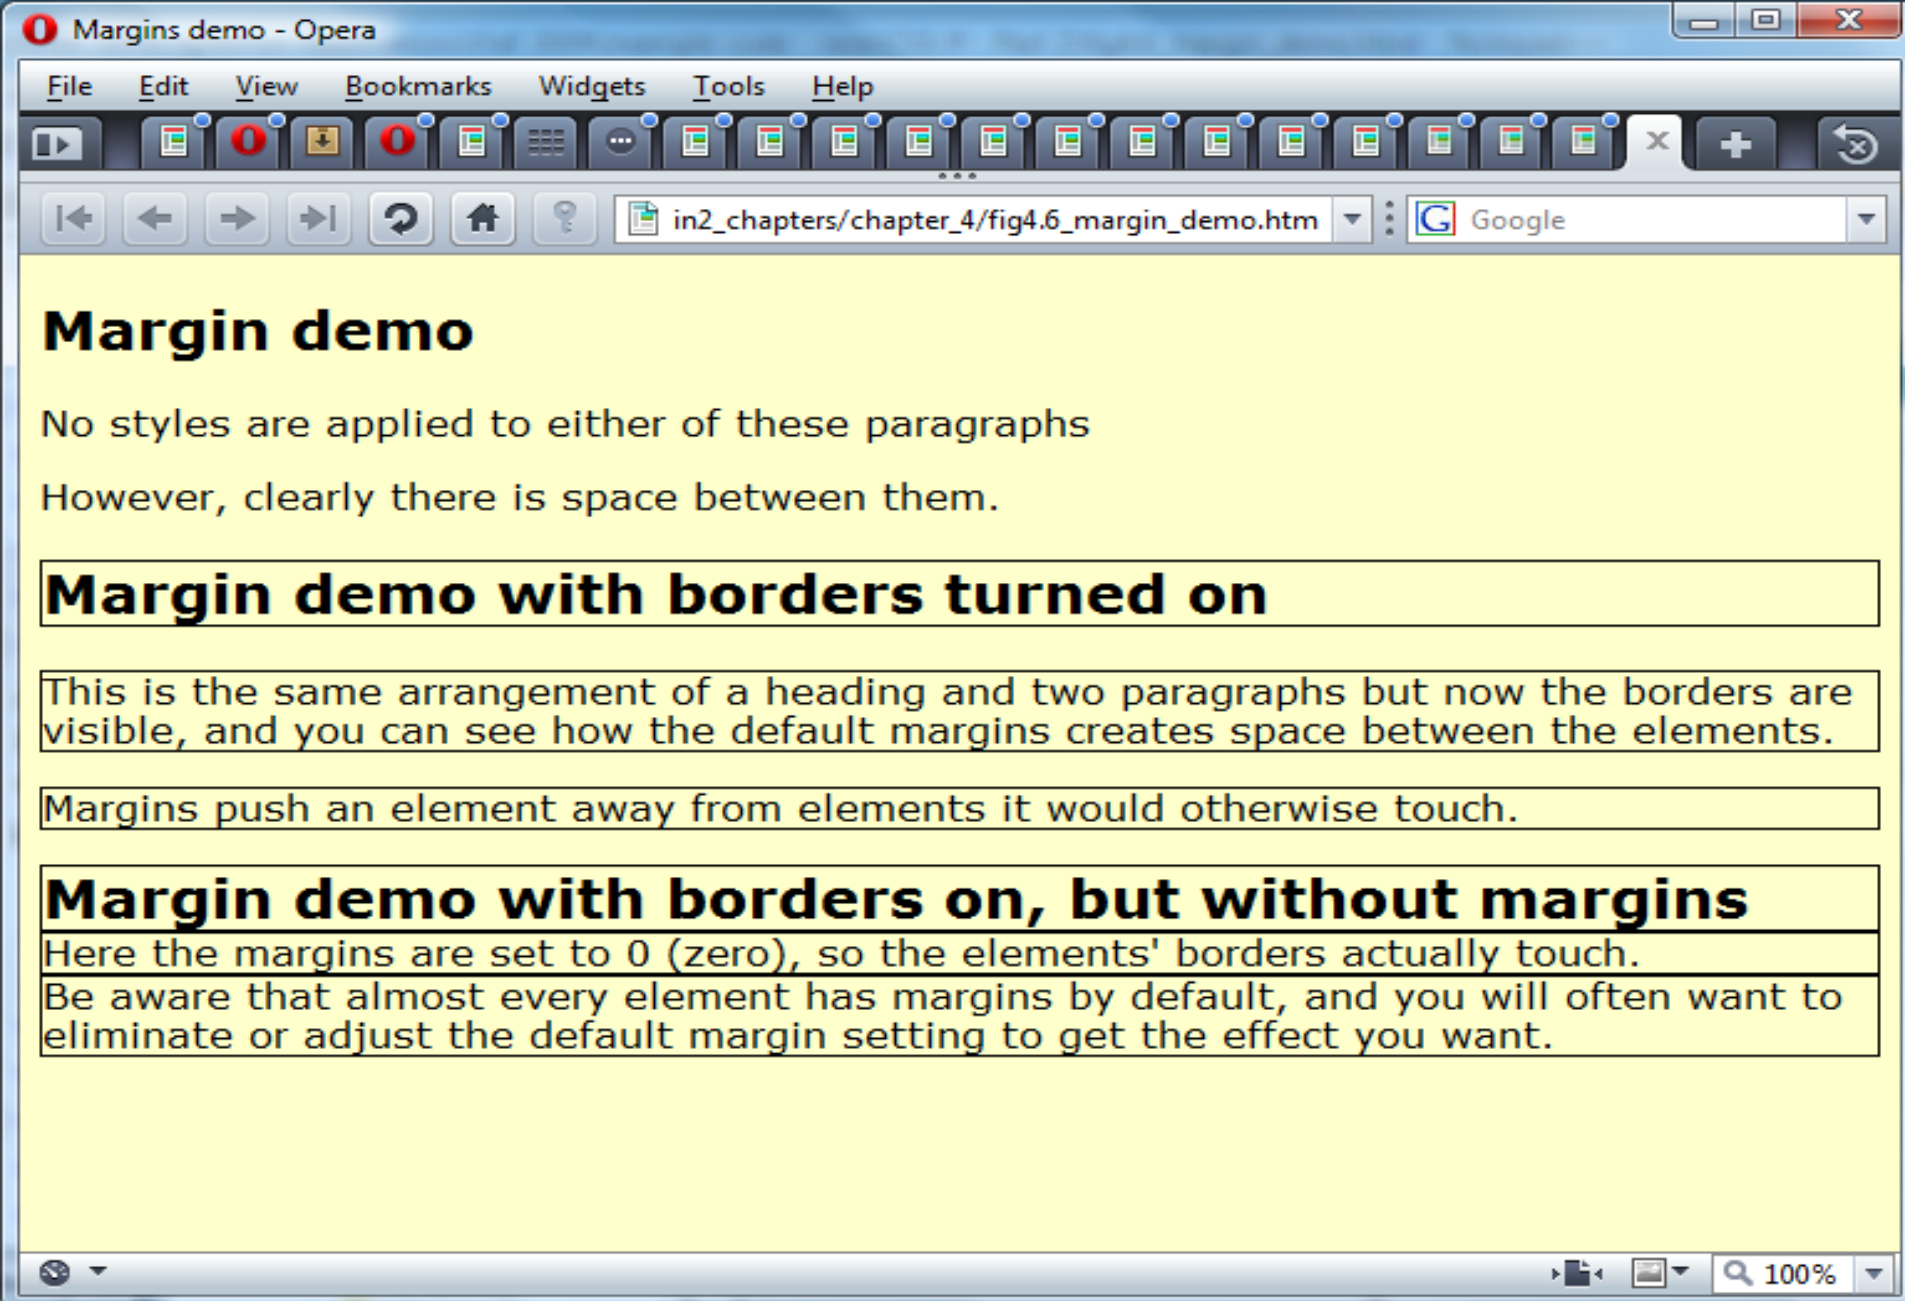 Margins demo - Opera
File Edit View Bookmarks Widgets Tools Help
in2_chapters/chapter_4/fig4.6_margin_demo.htm Google
Margin demo
No styles are applied to either of these paragraphs
However, clearly there is space between them.
Margin demo with borders turned on
This is the same arrangement of a heading and two paragraphs but now the borders are
visible, and you can see how the default margins creates space between the elements.
Margins push an element away from elements it would otherwise touch.
Margin demo with borders on, but without margins
Here the margins are set to 0 (zero), so the elements' borders actually touch.
Be aware that almost every element has margins by default, and you will often want to
eliminate or adjust the default margin setting to get the effect you want.
100%